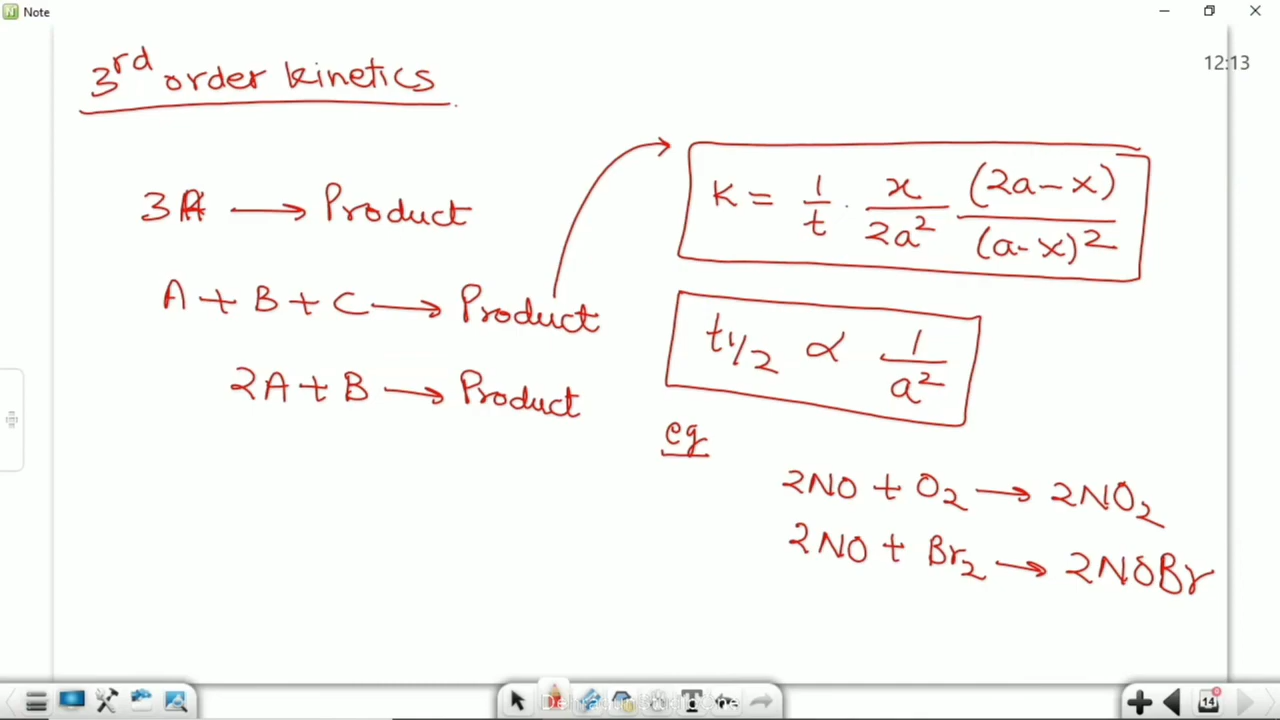 Note
12:13
3rd order kinetics
3A ⟶ Product
A + B + C ⟶ Product
2A + B ⟶ Product
K = 1/t · x/2a² (2a-x)/(a-x)²
t1/2 ∝ 1/a²
eg
2NO + O₂ ⟶ 2NO₂
2NO + Br₂ ⟶ 2NOBr
14